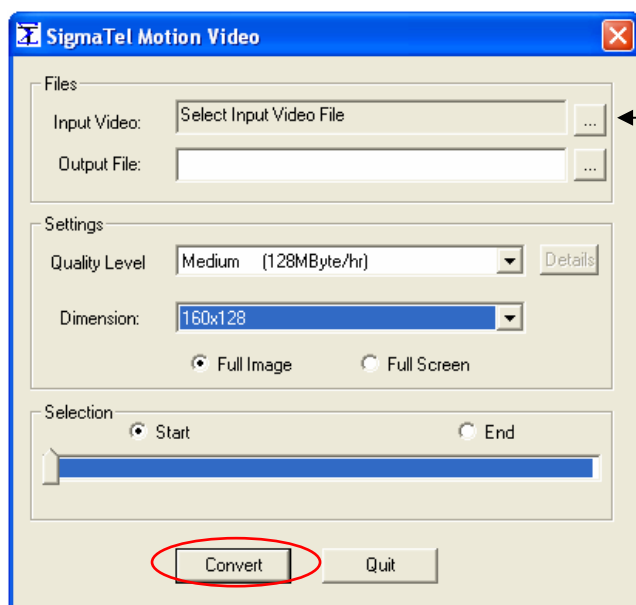 SigmaTel Motion Video
Files
Input Video: Select Input Video File ...
Output File: ...
Settings
Quality Level Medium (128MByte/hr) Details
Dimension: 160x128
Full Image Full Screen
Selection
Start End
Convert Quit